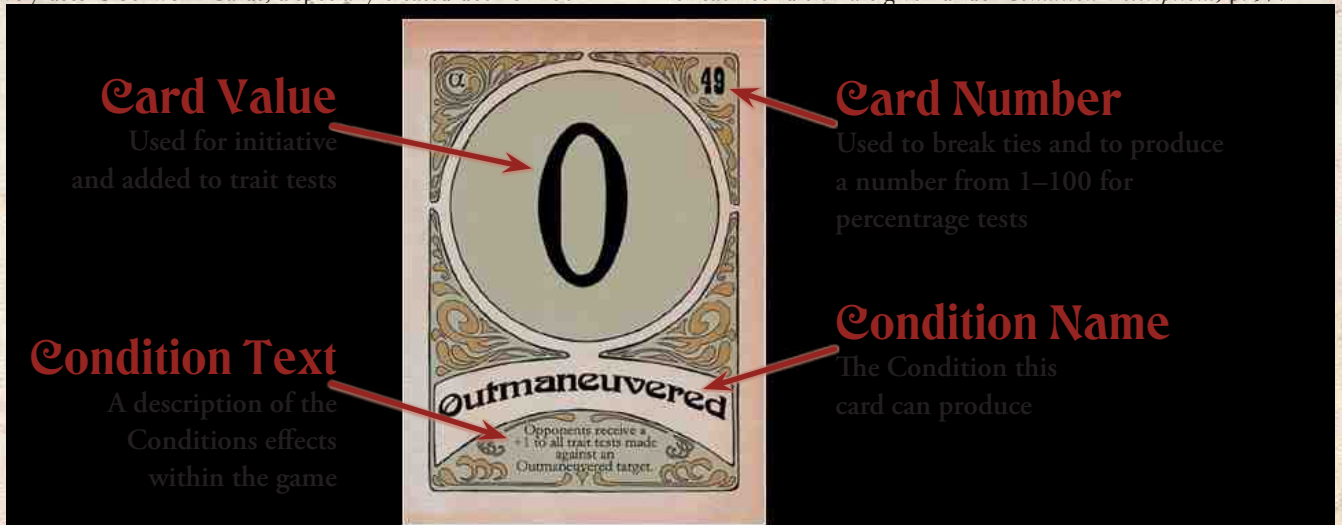 Card Value
Used for initiative
and added to trait tests
Condition Text
A description of the
Conditions effects
within the game
α
49
0
Outmaneuvered
Opponents receive a
+1 to all trait tests made
against an
Outmaneuvered target.
Card Number
Used to break ties and to produce
a number from 1–100 for
percentrage tests
Condition Name
The Condition this
card can produce